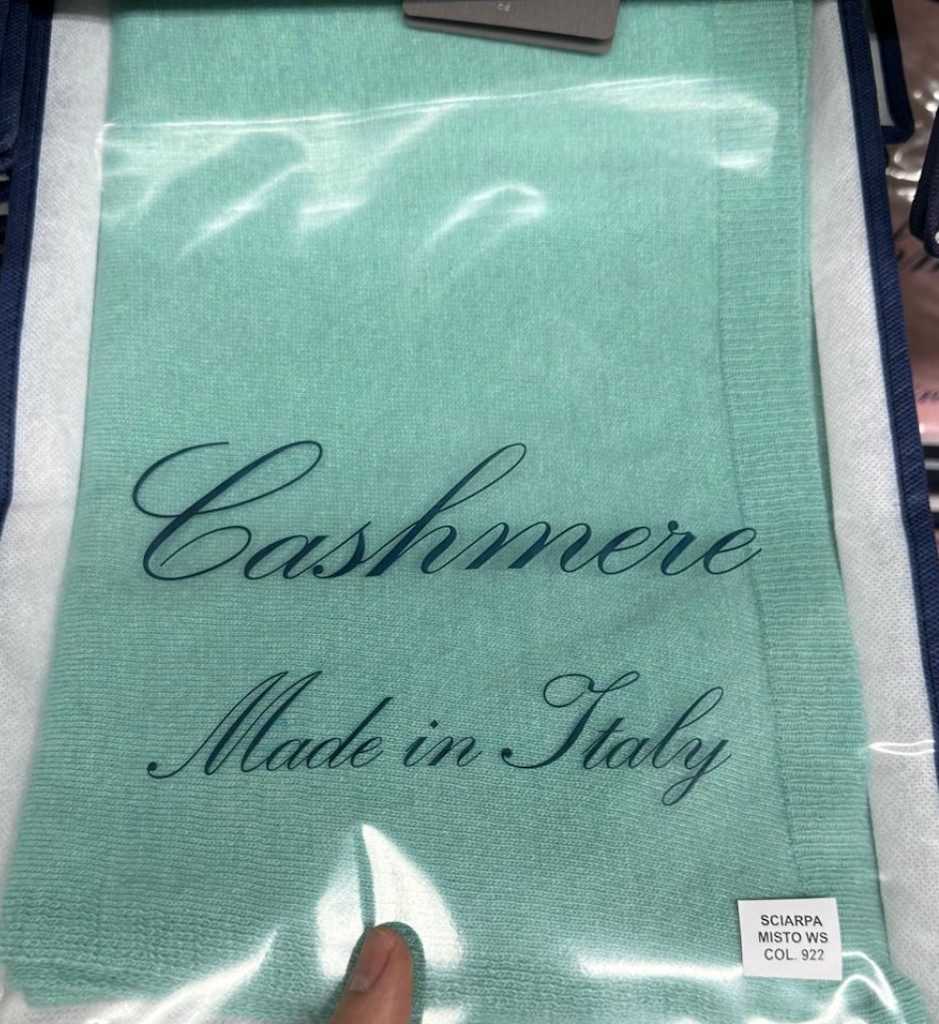 Cashmere
Made in Italy
SCIARPA
MISTO WS
COL. 922